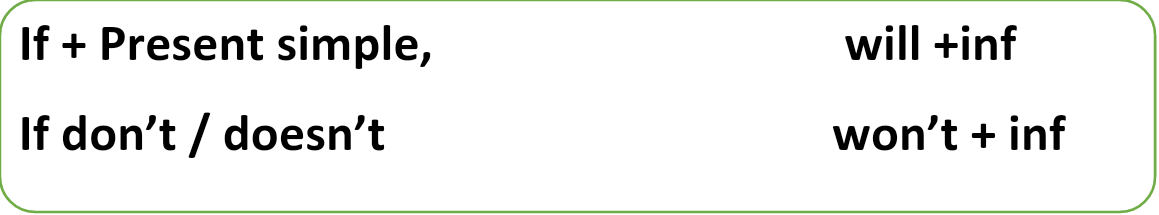 If + Present simple, will +inf
If don’t / doesn’t won’t + inf